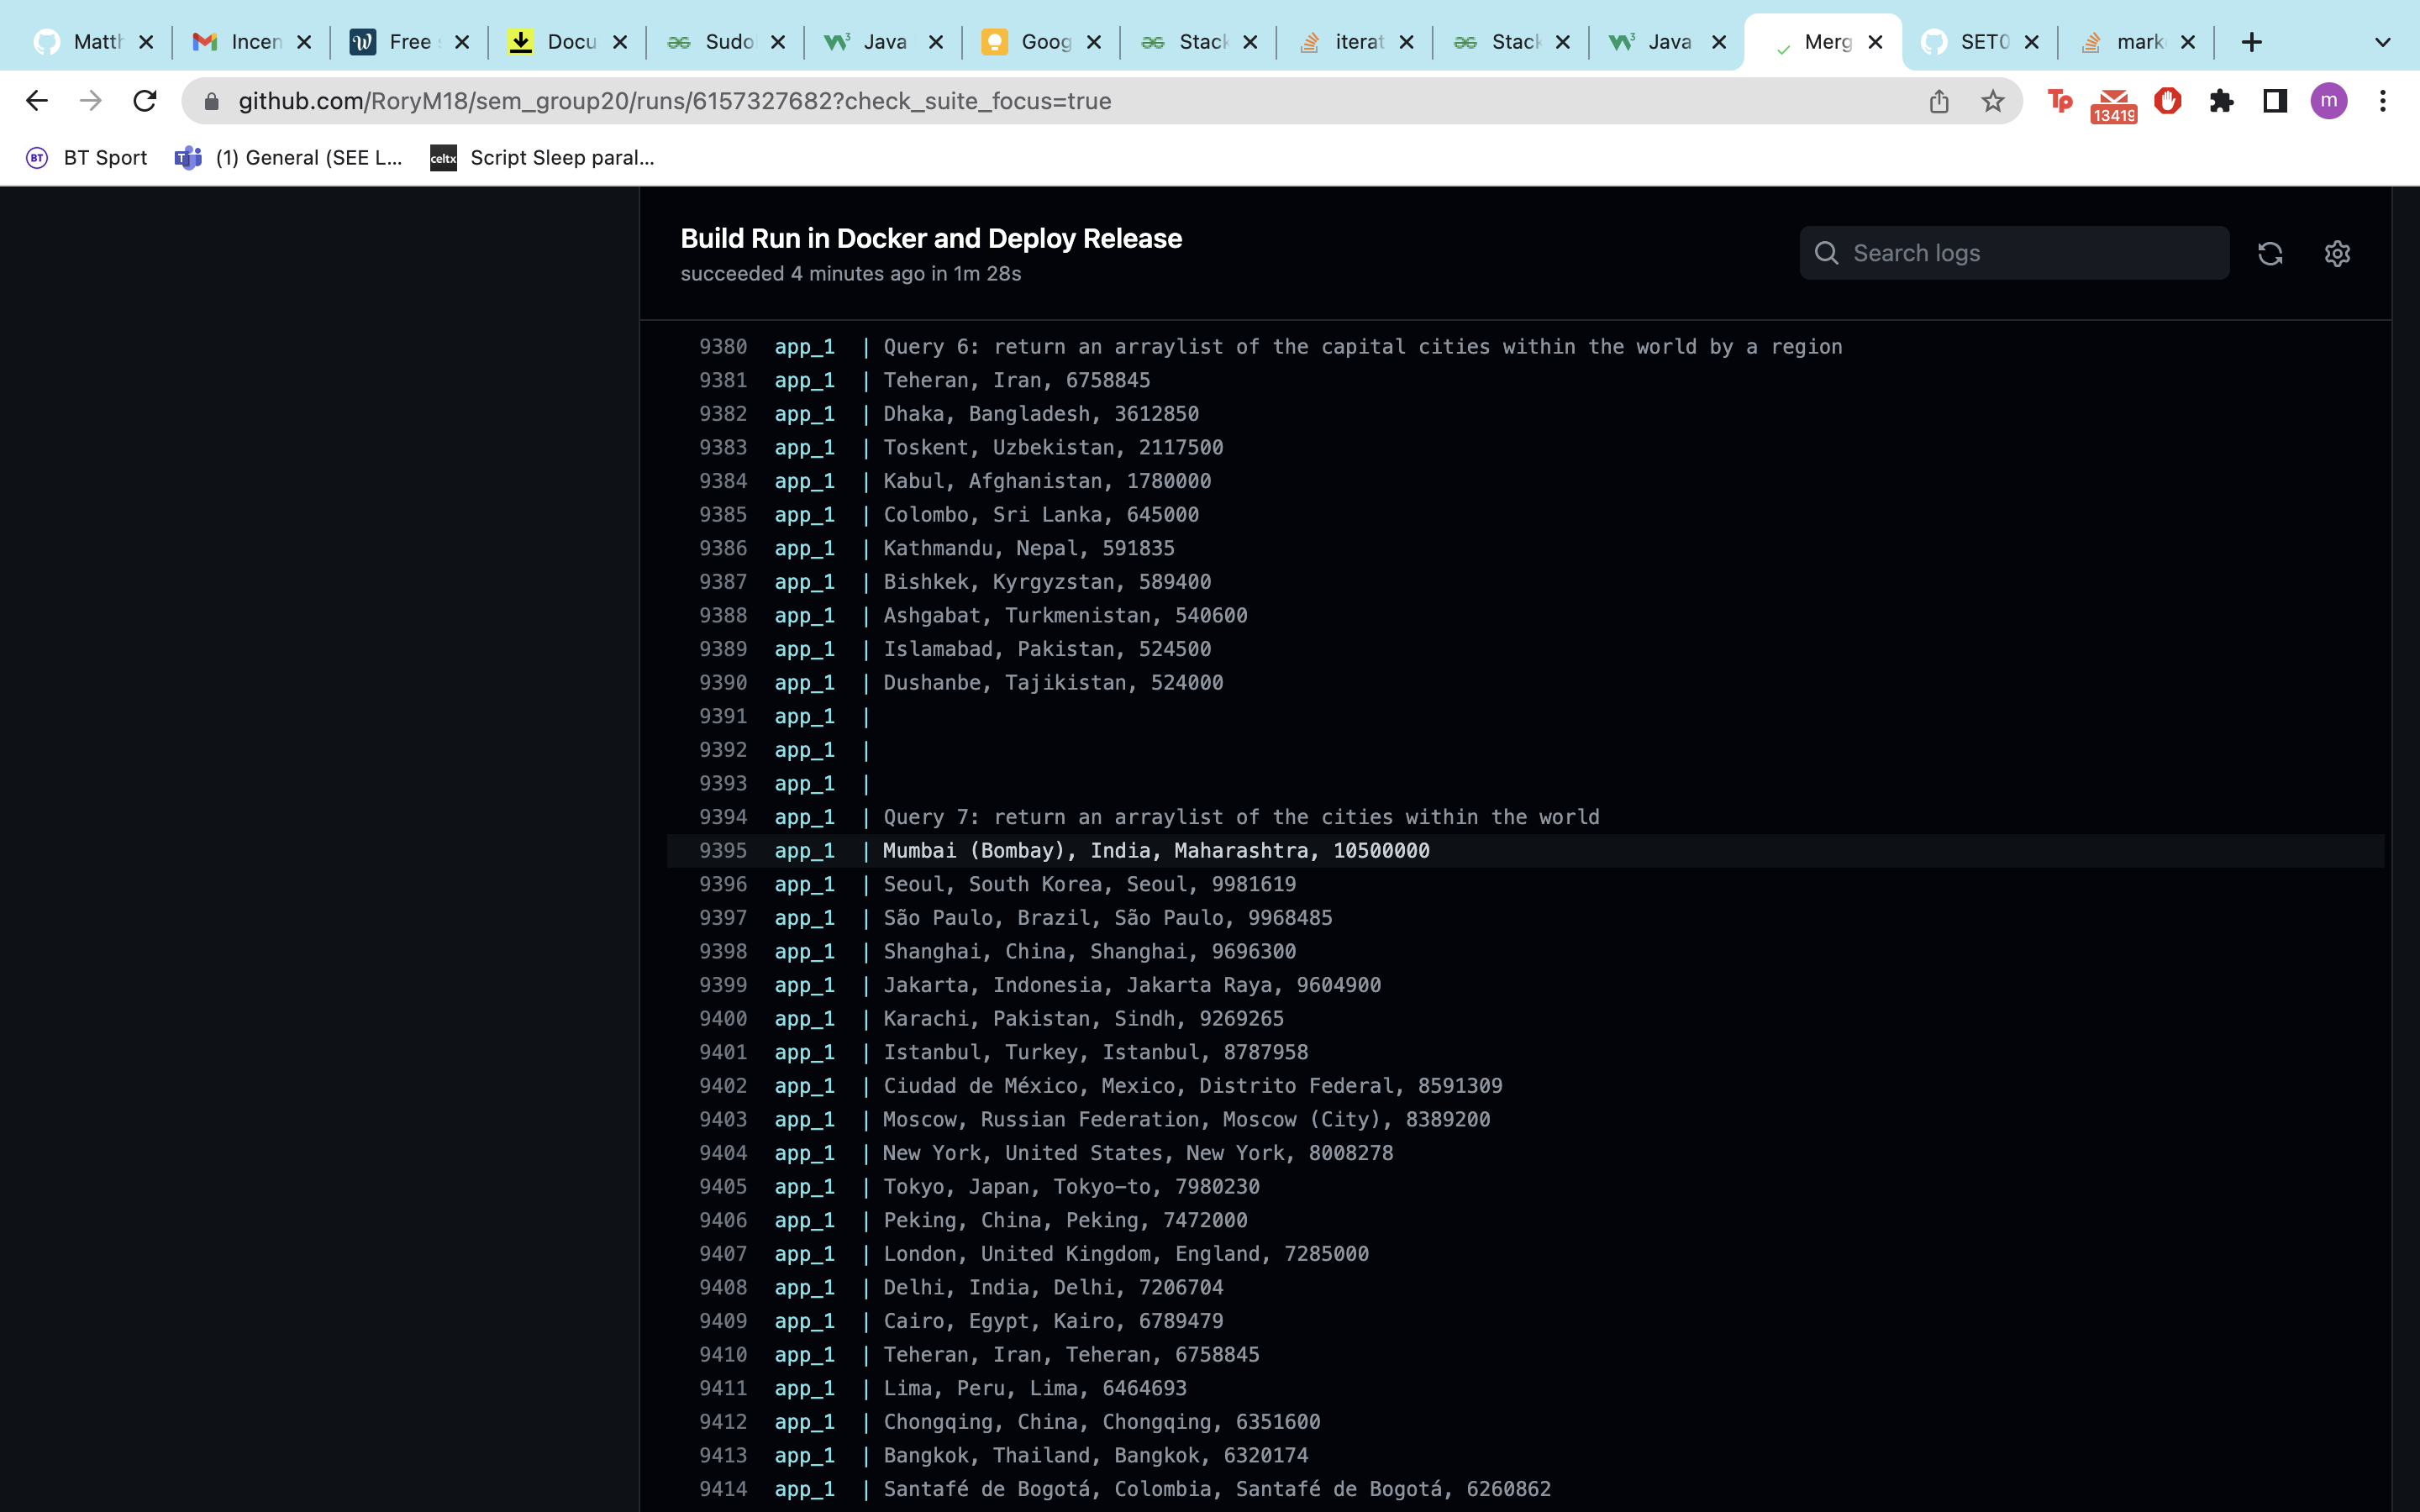 Matth Incen Free Docu Sudo Java Goog Stack iterat Stack Java Merg SET0 mark
github.com/RoryM18/sem_group20/runs/6157327682?check_suite_focus=true Tp 13419 m
BT BT Sport (1) General (SEE L... celtx Script Sleep paral...
Build Run in Docker and Deploy Release
succeeded 4 minutes ago in 1m 28s
Search logs
9380 app_1 | Query 6: return an arraylist of the capital cities within the world by a region
9381 app_1 | Teheran, Iran, 6758845
9382 app_1 | Dhaka, Bangladesh, 3612850
9383 app_1 | Toskent, Uzbekistan, 2117500
9384 app_1 | Kabul, Afghanistan, 1780000
9385 app_1 | Colombo, Sri Lanka, 645000
9386 app_1 | Kathmandu, Nepal, 591835
9387 app_1 | Bishkek, Kyrgyzstan, 589400
9388 app_1 | Ashgabat, Turkmenistan, 540600
9389 app_1 | Islamabad, Pakistan, 524500
9390 app_1 | Dushanbe, Tajikistan, 524000
9391 app_1 |
9392 app_1 |
9393 app_1 |
9394 app_1 | Query 7: return an arraylist of the cities within the world
9395 app_1 | Mumbai (Bombay), India, Maharashtra, 10500000
9396 app_1 | Seoul, South Korea, Seoul, 9981619
9397 app_1 | São Paulo, Brazil, São Paulo, 9968485
9398 app_1 | Shanghai, China, Shanghai, 9696300
9399 app_1 | Jakarta, Indonesia, Jakarta Raya, 9604900
9400 app_1 | Karachi, Pakistan, Sindh, 9269265
9401 app_1 | Istanbul, Turkey, Istanbul, 8787958
9402 app_1 | Ciudad de México, Mexico, Distrito Federal, 8591309
9403 app_1 | Moscow, Russian Federation, Moscow (City), 8389200
9404 app_1 | New York, United States, New York, 8008278
9405 app_1 | Tokyo, Japan, Tokyo-to, 7980230
9406 app_1 | Peking, China, Peking, 7472000
9407 app_1 | London, United Kingdom, England, 7285000
9408 app_1 | Delhi, India, Delhi, 7206704
9409 app_1 | Cairo, Egypt, Kairo, 6789479
9410 app_1 | Teheran, Iran, Teheran, 6758845
9411 app_1 | Lima, Peru, Lima, 6464693
9412 app_1 | Chongqing, China, Chongqing, 6351600
9413 app_1 | Bangkok, Thailand, Bangkok, 6320174
9414 app_1 | Santafé de Bogotá, Colombia, Santafé de Bogotá, 6260862